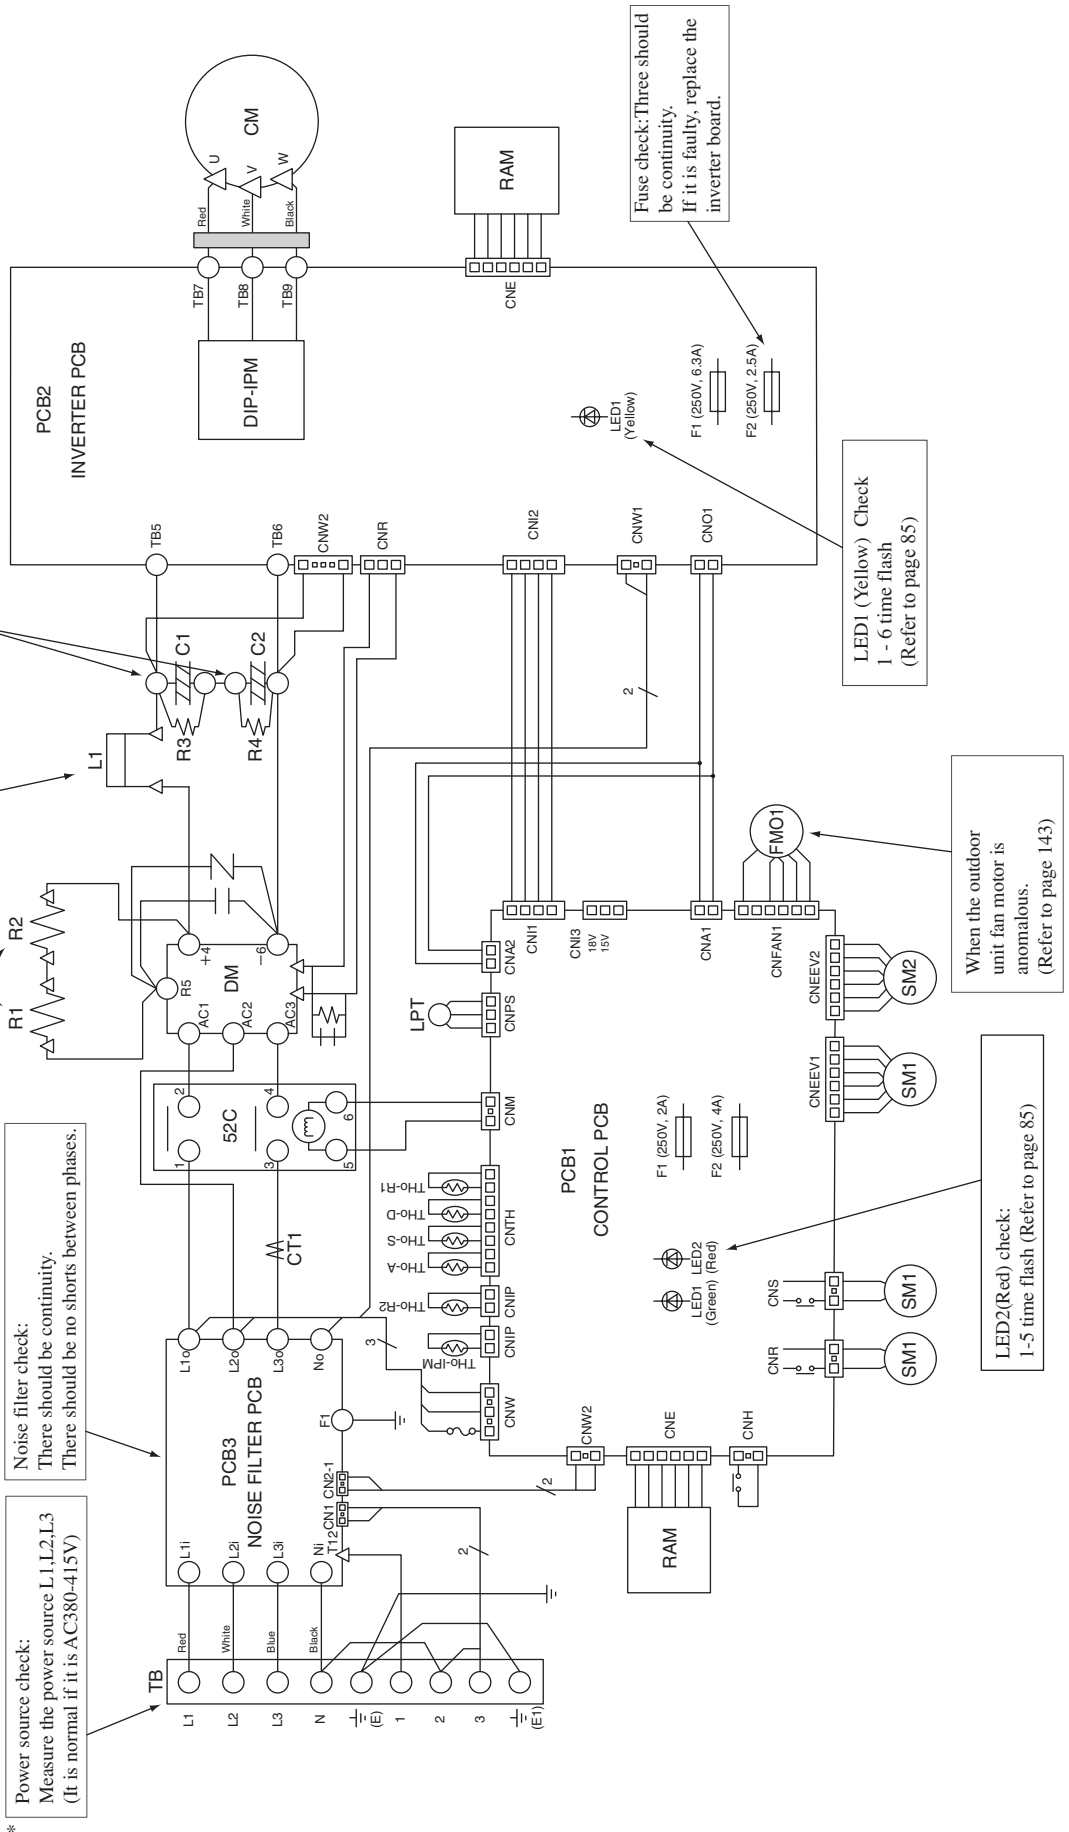 *
Power source check:
Measure the power source L1,L2,L3
(It is normal if it is AC380-415V)
Noise filter check:
There should be continuity.
There should be no shorts between phases.
TB
L1
L2
L3
N
(E)
1
2
3
(E1)
Red
White
Blue
Black
L1i
L2i
L3i
Ni
T12
CN1
CN2-1
F1
PCB3
NOISE FILTER PCB
L1o
L2o
L3o
No
2
2
3
CT1
52C
1
2
3
4
5
6
R1
R2
R5
AC1
AC2
AC3
+4
-6
DM
L1
R3
C1
R4
C2
TB5
TB6
CNW2
CNR
CNI2
CNW1
CNO1
2
PCB2
INVERTER PCB
DIP-IPM
TB7
TB8
TB9
Red
White
Black
U
V
W
CM
CNE
RAM
LED1
(Yellow)
F1 (250V, 6.3A)
F2 (250V, 2.5A)
Fuse check:Three should
be continuity.
If it is faulty, replace the
inverter board.
LED1 (Yellow) Check
1 - 6 time flash
(Refer to page 85)
CNW
CNIP
THo-IPM
CNIP
THo-R2
CNTH
THo-A
THo-S
THo-D
THo-R1
CNM
LPT
CNPS
CNA2
CNI1
CNI3
18V
15V
CNA1
CNFAN1
FMO1
PCB1
CONTROL PCB
F1 (250V, 2A)
F2 (250V, 4A)
LED1
(Green)
LED2
(Red)
CNW2
CNE
CNH
RAM
CNR
SM1
CNS
SM1
CNEEV1
SM1
CNEEV2
SM2
LED2(Red) check:
1-5 time flash (Refer to page 85)
When the outdoor
unit fan motor is
anomalous.
(Refer to page 143)